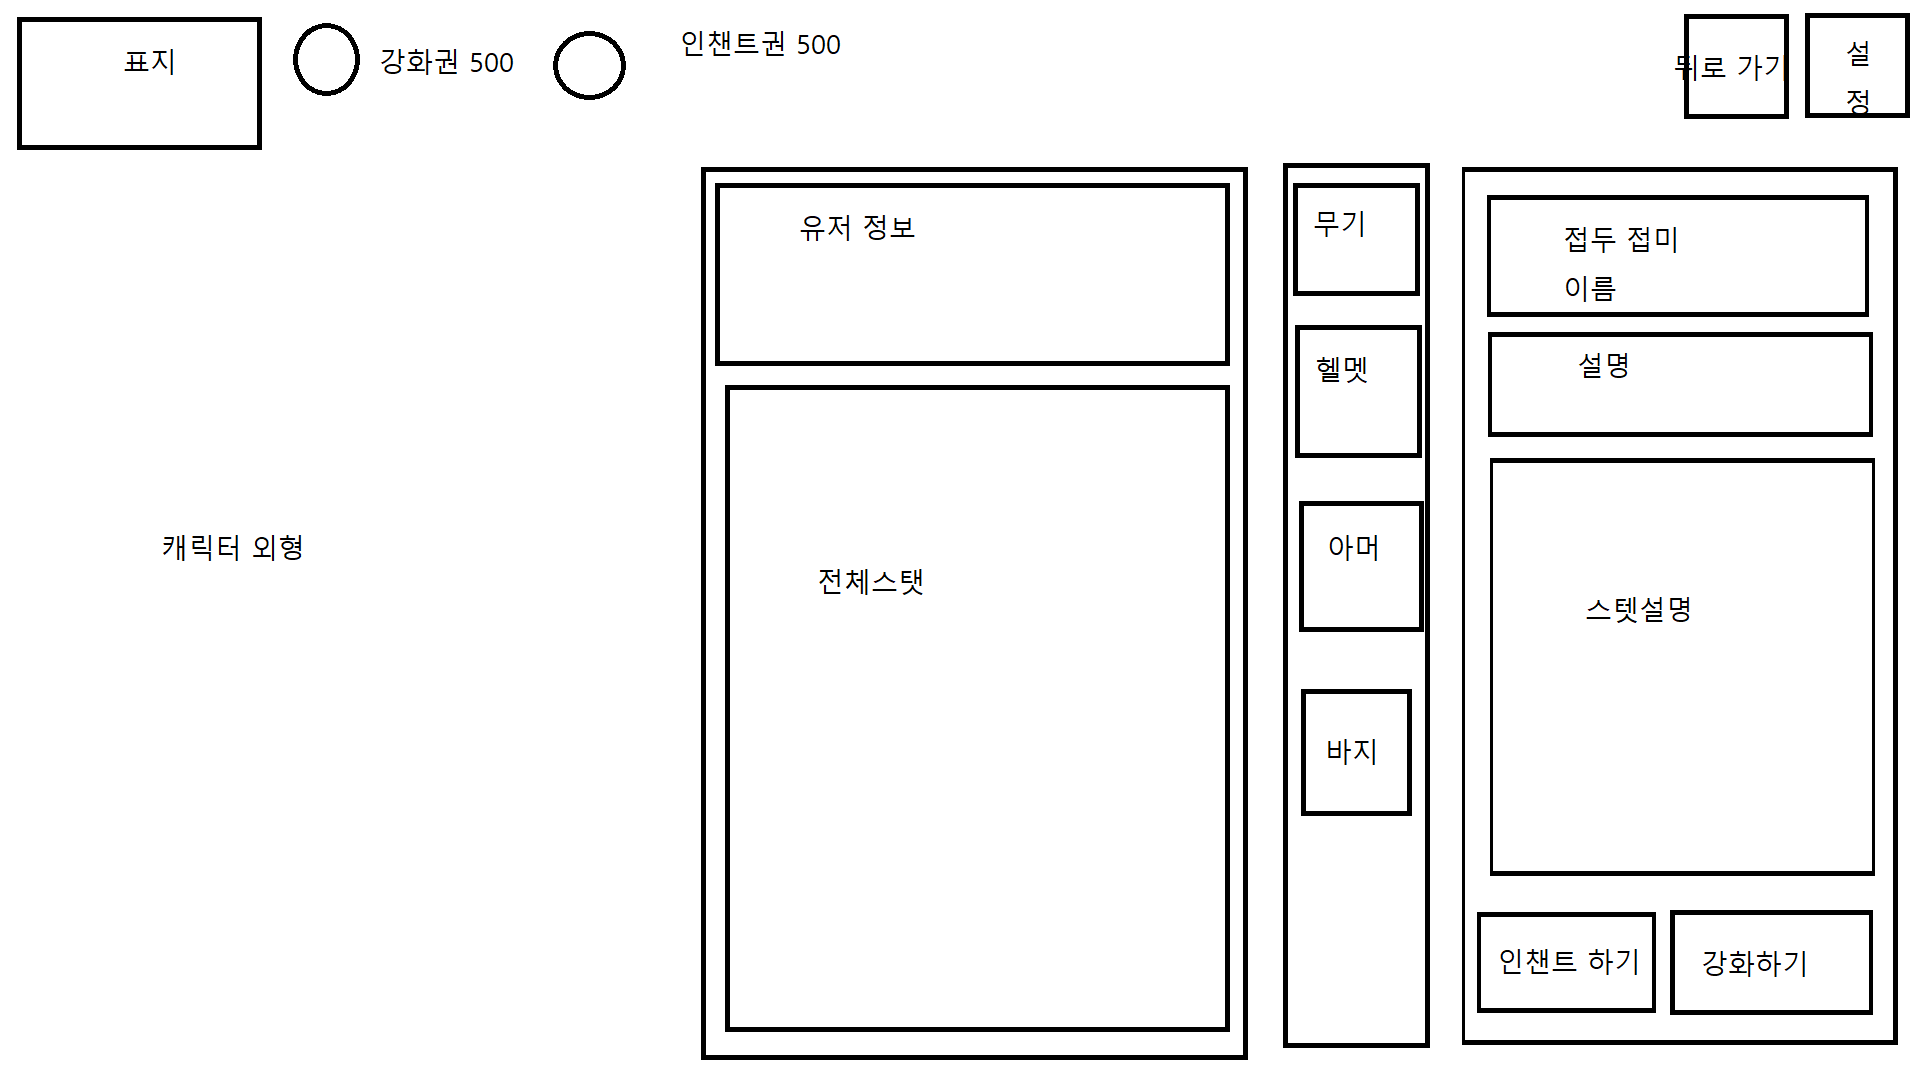 표지
강화권 500
인챈트권 500
뒤로 가기
설
정
유저 정보
전체스탯
캐릭터 외형
무기
헬멧
아머
바지
접두 접미
이름
설명
스텟설명
인챈트 하기
강화하기